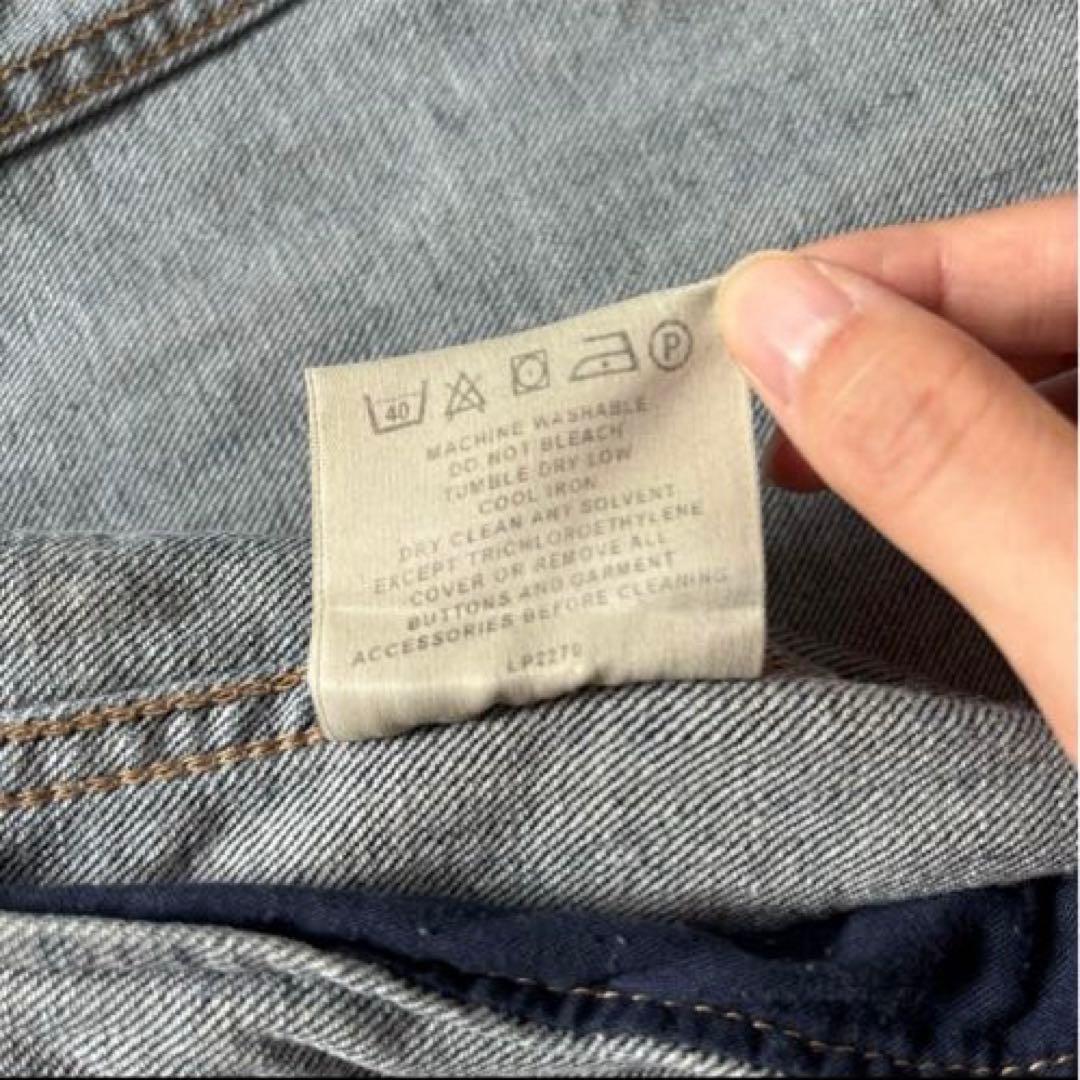 40 P
MACHINE WASHABLE
DO NOT BLEACH
TUMBLE DRY LOW
COOL IRON
DRY CLEAN ANY SOLVENT
EXCEPT TRICHLOROETHYLENE
COVER OR REMOVE ALL
BUTTONS AND GARMENT
ACCESSORIES BEFORE CLEANING
LP2270